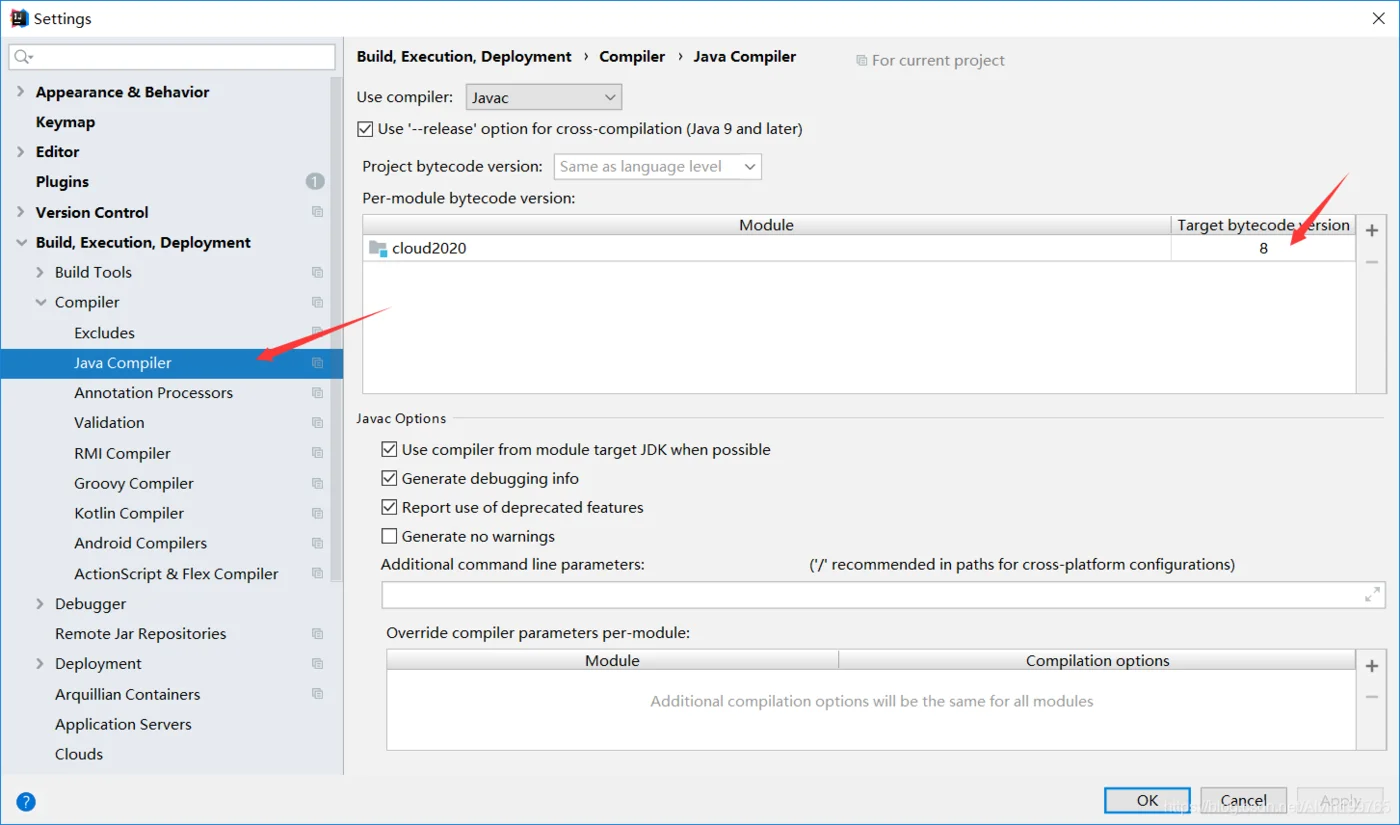 Settings
Appearance & Behavior
Keymap
Editor
Plugins 1
Version Control
Build, Execution, Deployment
Build Tools
Compiler
Excludes
Java Compiler
Annotation Processors
Validation
RMI Compiler
Groovy Compiler
Kotlin Compiler
Android Compilers
ActionScript & Flex Compiler
Debugger
Remote Jar Repositories
Deployment
Arquillian Containers
Application Servers
Clouds
Build, Execution, Deployment › Compiler › Java Compiler For current project
Use compiler: Javac
Use '--release' option for cross-compilation (Java 9 and later)
Project bytecode version: Same as language level
Per-module bytecode version:
Module Target bytecode version
cloud2020 8
Javac Options
Use compiler from module target JDK when possible
Generate debugging info
Report use of deprecated features
Generate no warnings
Additional command line parameters: ('/' recommended in paths for cross-platform configurations)
Override compiler parameters per-module:
Module Compilation options
Additional compilation options will be the same for all modules
? OK Cancel Apply